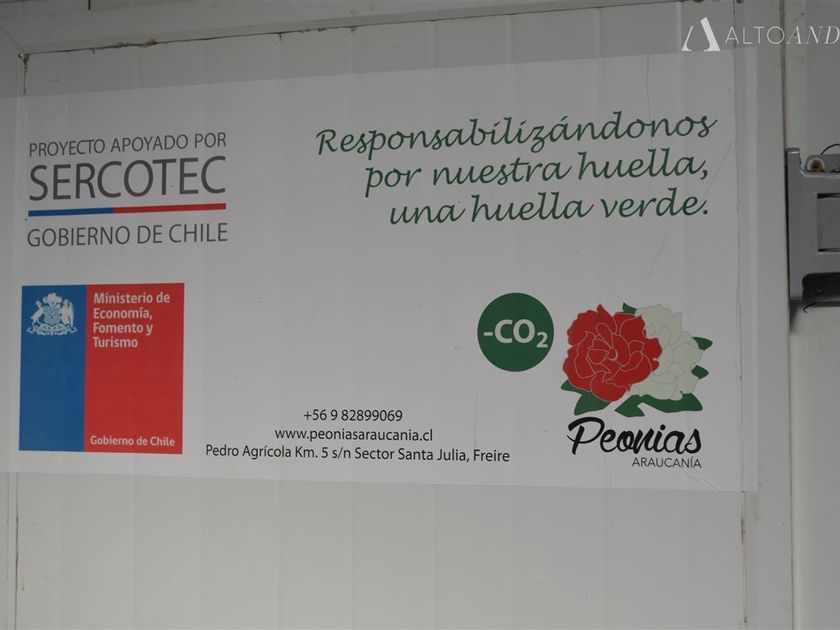 ALTOAND
PROYECTO APOYADO POR
SERCOTEC
GOBIERNO DE CHILE
Responsabilizándonos
por nuestra huella,
una huella verde.
Ministerio de
Economía,
Fomento y
Turismo
Gobierno de Chile
-CO₂
Peonias
ARAUCANÍA
+56 9 82899069
www.peoniasaraucania.cl
Pedro Agrícola Km. 5 s/n Sector Santa Julia, Freire